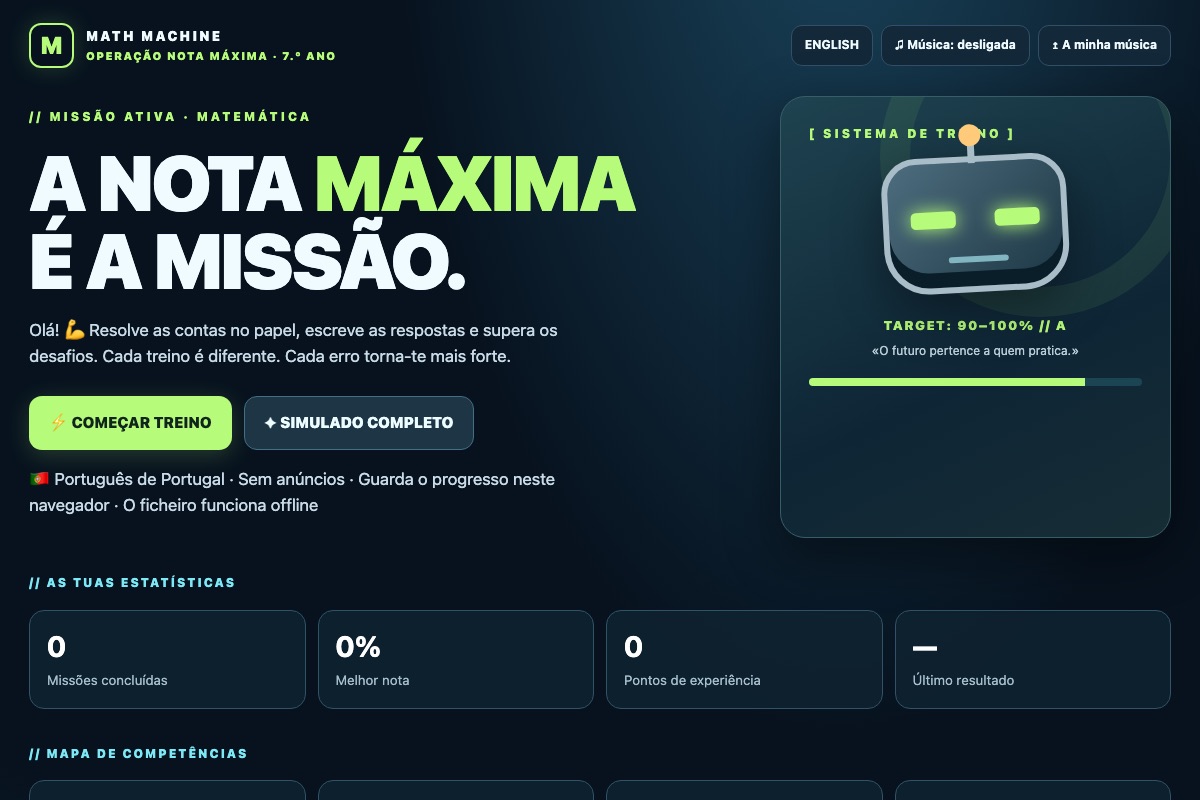 M
MATH MACHINE
OPERAÇÃO NOTA MÁXIMA · 7.º ANO
ENGLISH
♫ Música: desligada
± A minha música
// MISSÃO ATIVA · MATEMÁTICA
A NOTA MÁXIMA
É A MISSÃO.
Olá! 💪 Resolve as contas no papel, escreve as respostas e supera os
desafios. Cada treino é diferente. Cada erro torna-te mais forte.
⚡ COMEÇAR TREINO
✦ SIMULADO COMPLETO
🇵🇹 Português de Portugal · Sem anúncios · Guarda o progresso neste
navegador · O ficheiro funciona offline
[ SISTEMA DE ]
TARGET: 90–100% // A
«O futuro pertence a quem pratica.»
// AS TUAS ESTATÍSTICAS
0
Missões concluídas
0%
Melhor nota
0
Pontos de experiência
—
Último resultado
// MAPA DE COMPETÊNCIAS